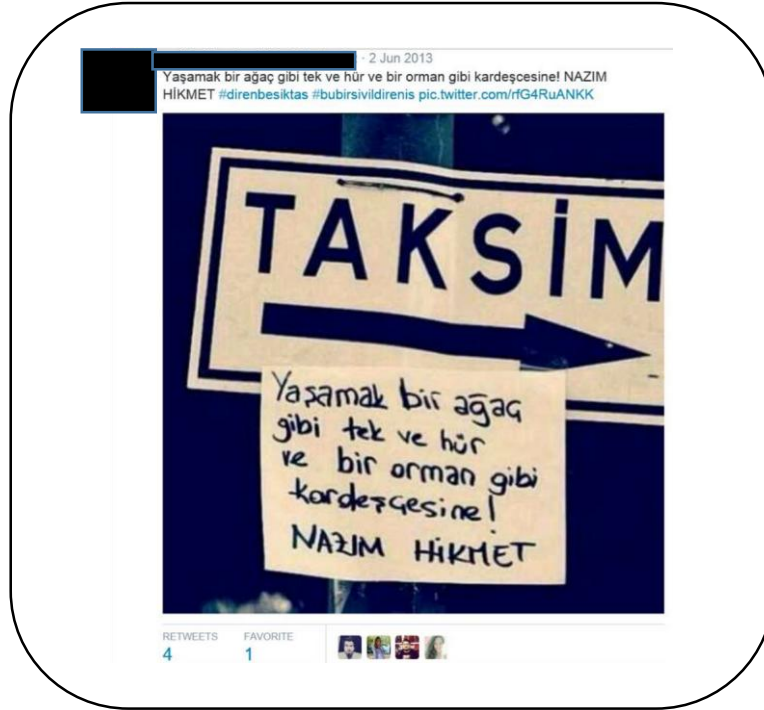 · 2 Jun 2013
Yaşamak bir ağaç gibi tek ve hür ve bir orman gibi kardeşcesine! NAZIM
HİKMET #direnbesiktas #bubirsivildirenis pic.twitter.com/rfG4RuANKK
TAKSİM
Yaşamak bir ağaç
gibi tek ve hür
ve bir orman gibi
kardeşçesine!
NAZIM HİKMET
RETWEETS FAVORITE
4 1